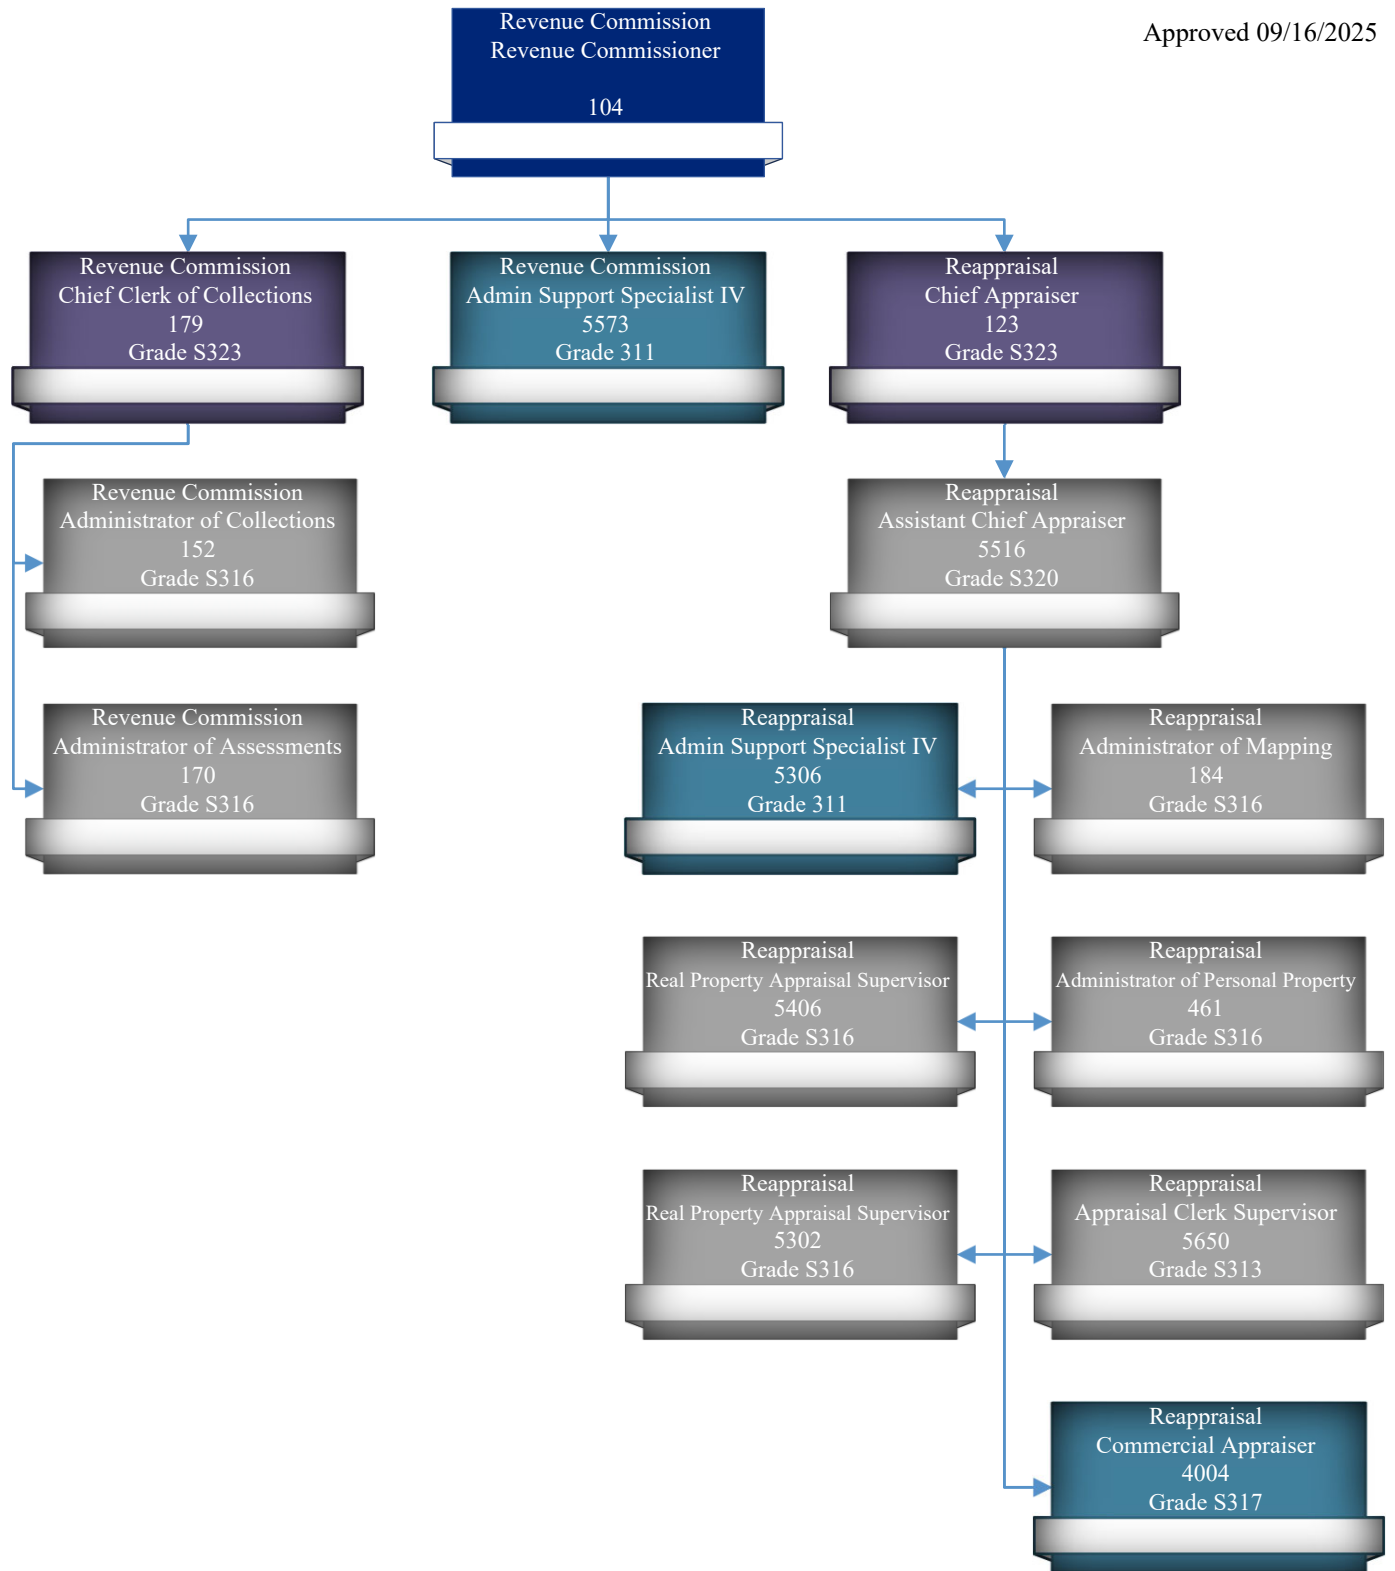 Approved 09/16/2025
Revenue Commission
Revenue Commissioner
104
Revenue Commission
Chief Clerk of Collections
179
Grade S323
Revenue Commission
Admin Support Specialist IV
5573
Grade 311
Reappraisal
Chief Appraiser
123
Grade S323
Revenue Commission
Administrator of Collections
152
Grade S316
Reappraisal
Assistant Chief Appraiser
5516
Grade S320
Revenue Commission
Administrator of Assessments
170
Grade S316
Reappraisal
Admin Support Specialist IV
5306
Grade 311
Reappraisal
Administrator of Mapping
184
Grade S316
Reappraisal
Real Property Appraisal Supervisor
5406
Grade S316
Reappraisal
Administrator of Personal Property
461
Grade S316
Reappraisal
Real Property Appraisal Supervisor
5302
Grade S316
Reappraisal
Appraisal Clerk Supervisor
5650
Grade S313
Reappraisal
Commercial Appraiser
4004
Grade S317